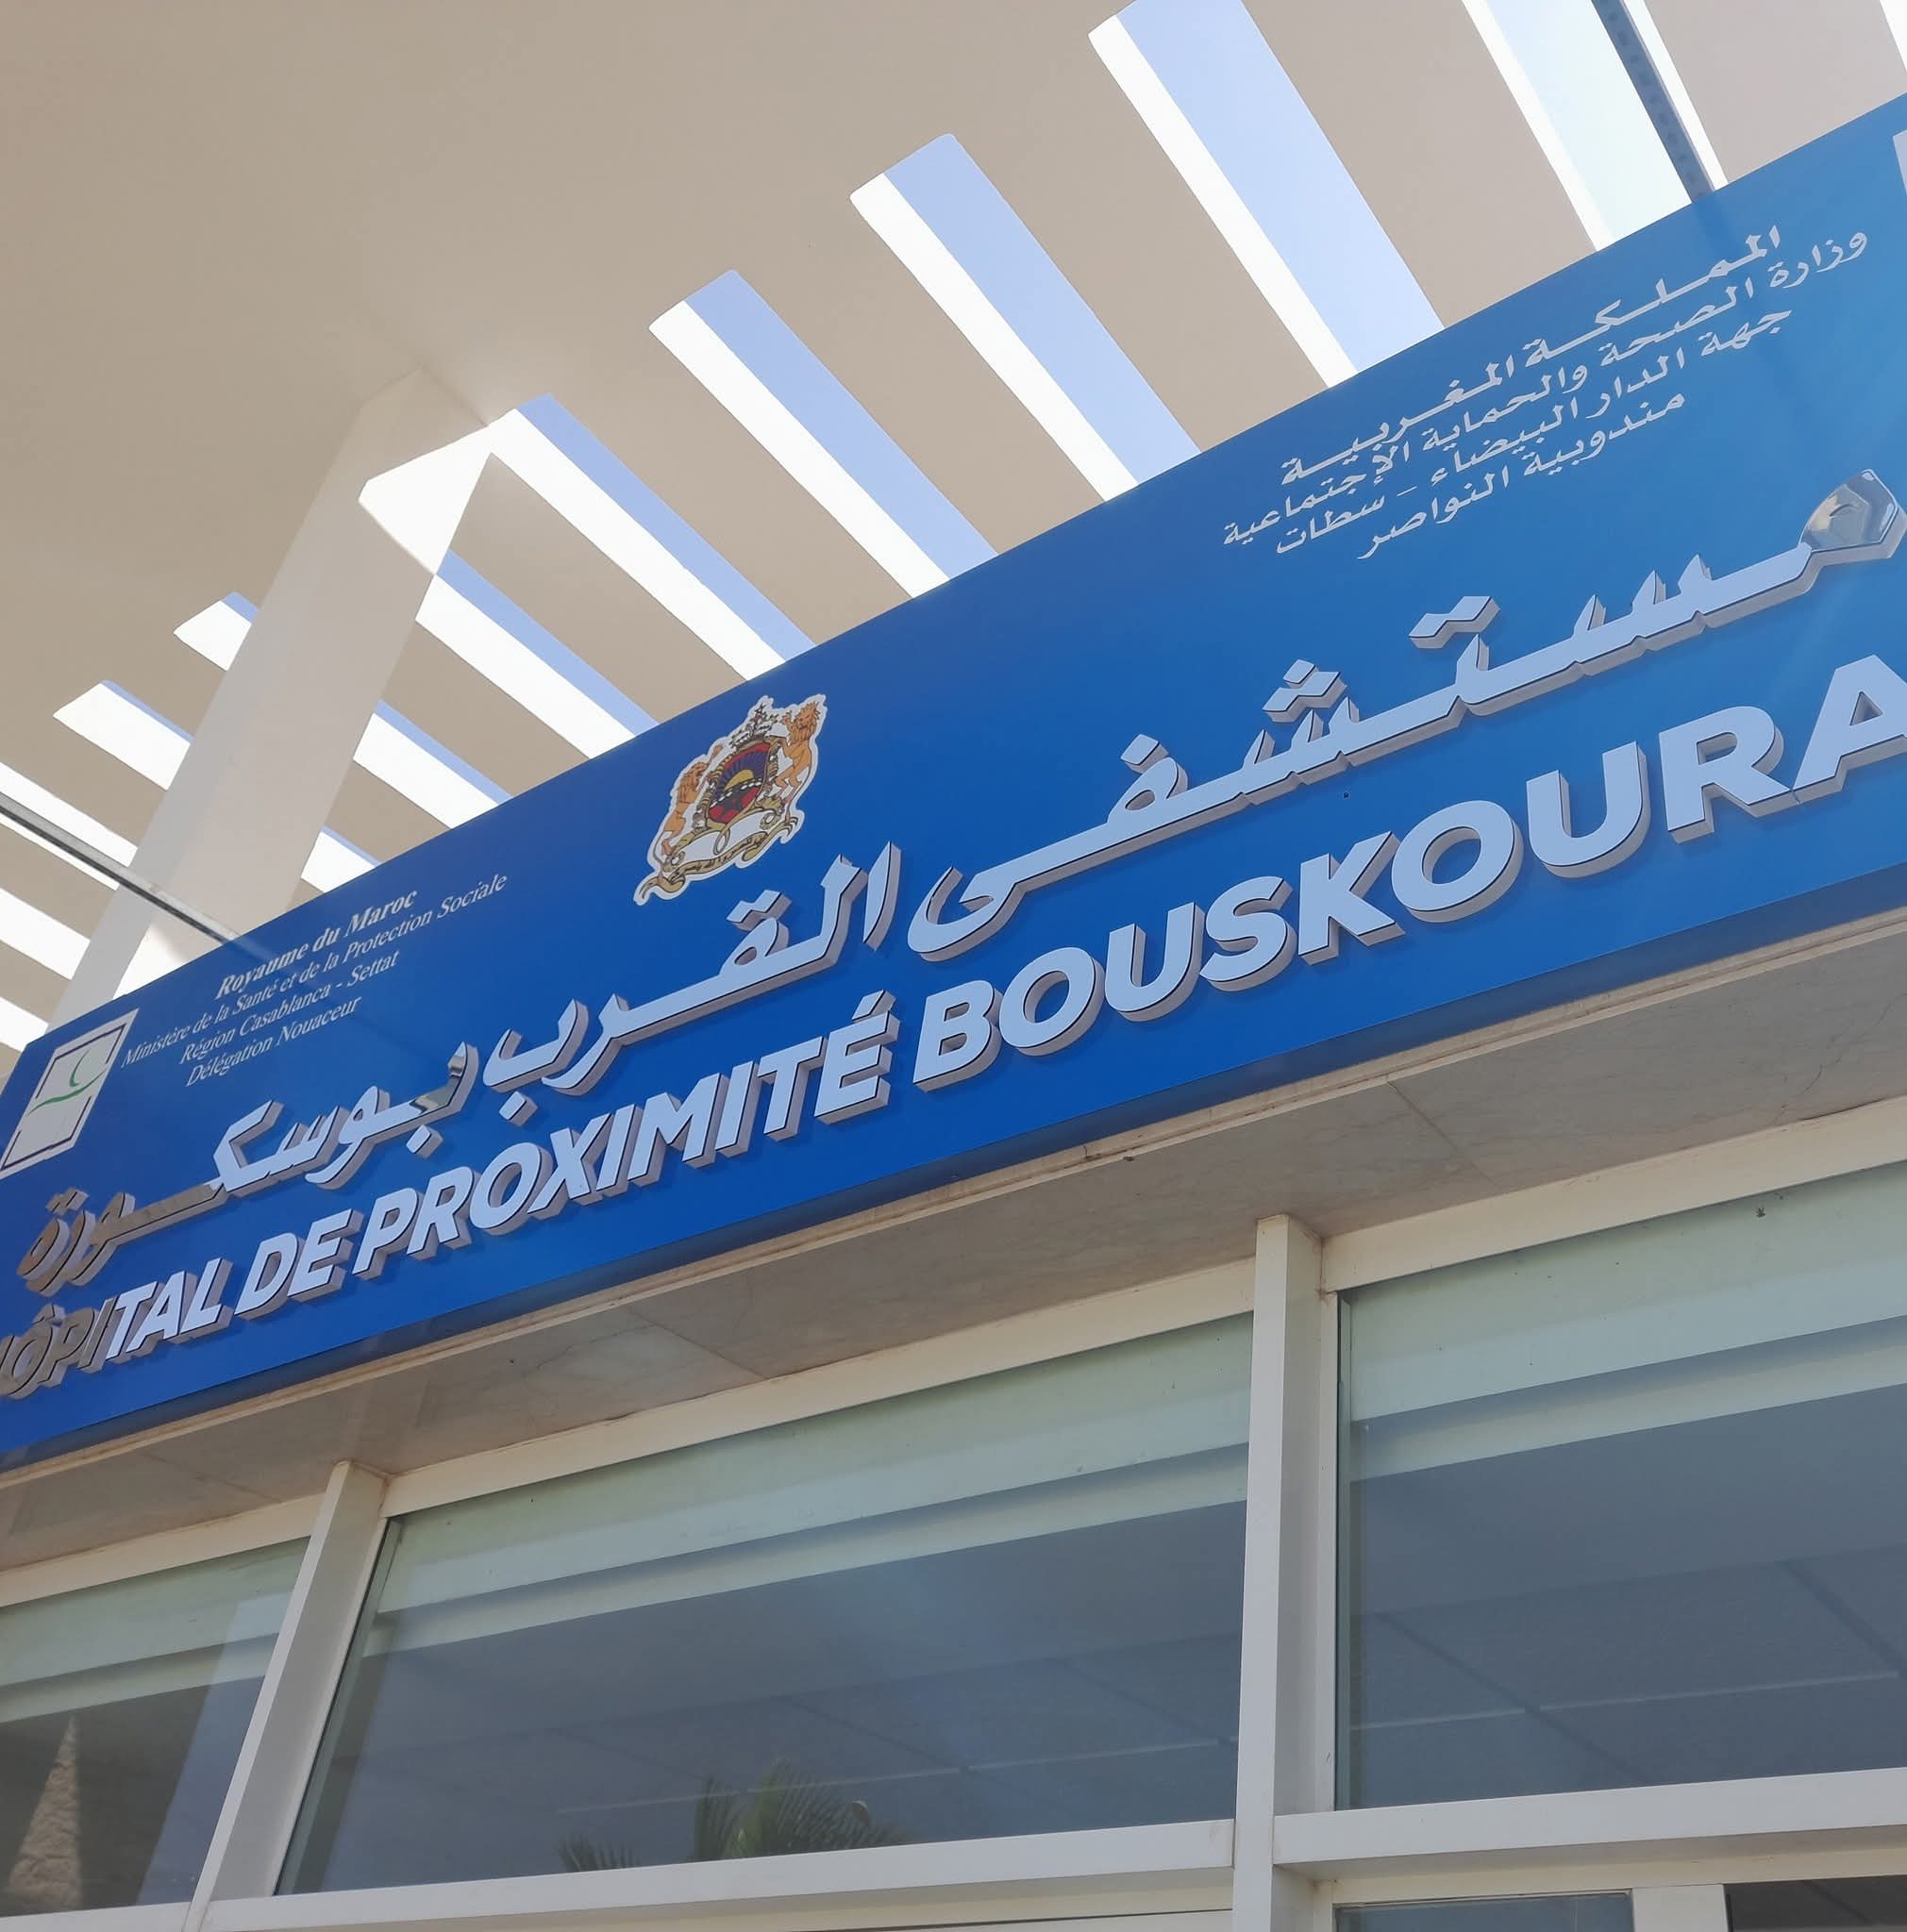 المملكة المغربية
وزارة الصحة والحماية الإجتماعية
جهة الدار البيضاء - سطات
مندوبية النواصر
Royaume du Maroc
Ministère de la Santé et de la Protection Sociale
Région Casablanca - Settat
Délégation Nouaceur
مستشفى القرب بوسكورة
HÔPITAL DE PROXIMITÉ BOUSKOURA